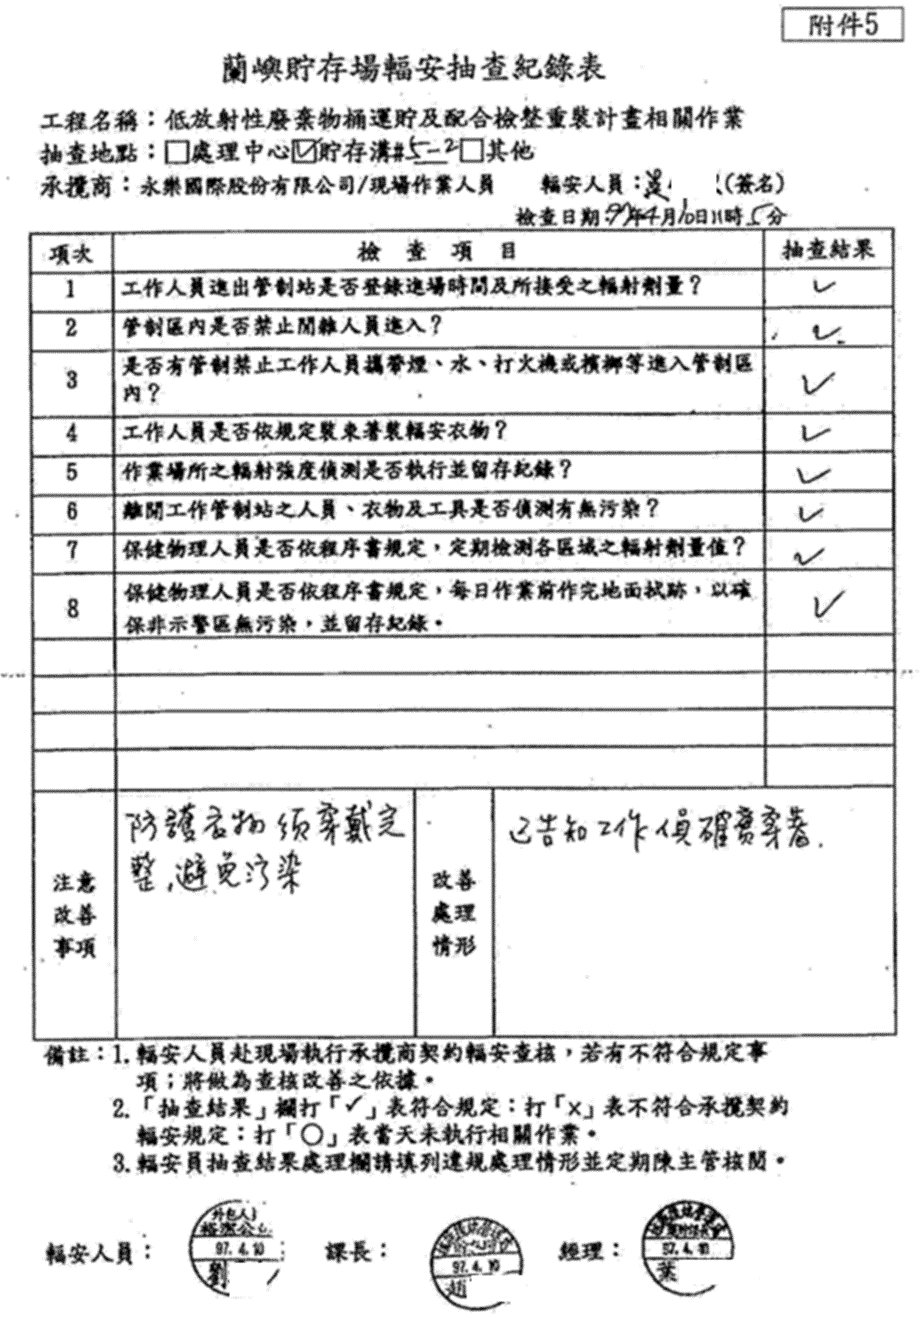 附件5
蘭嶼貯存場輻安抽查紀錄表
工程名稱：低放射性廢棄物桶運貯及配合檢整重裝計畫相關作業
抽查地點：□處理中心☑貯存溝#5-2□其他
承攬商：永樂國際股份有限公司/現場作業人員 輻安人員：(簽名)
檢查日期：97年4月10日11時5分
項次 檢查項目 抽查結果
1 工作人員進出管制站是否登錄進場時間及所接受之輻射劑量？ ✓
2 管制區內是否禁止閒雜人員進入？ ✓
3 是否有管制禁止工作人員攜帶煙、水、打火機或檳榔等進入管制區
內？ ✓
4 工作人員是否依規定裝束著裝輻安衣物？ ✓
5 作業場所之輻射強度偵測是否執行並留存紀錄？ ✓
6 離開工作管制站之人員、衣物及工具是否偵測有無污染？ ✓
7 保健物理人員是否依程序書規定，定期檢測各區域之輻射劑量值？ ✓
8 保健物理人員是否依程序書規定，每日作業前作完地面拭跡，以確
保非示警區無污染，並留存紀錄。 ✓
注意
改善
事項
防護衣物須穿戴完
整,避免污染
改善
處理
情形
已告知工作員確實穿着.
備註：1.輻安人員赴現場執行承攬商契約輻安查核，若有不符合規定事
項；將做為查核改善之依據。
2.「抽查結果」欄打「✓」表符合規定：打「×」表不符合承攬契約
輻安規定：打「○」表當天未執行相關作業。
3.輻安員抽查結果處理欄請填列違規處理情形並定期陳主管核閱。
輻安人員： 課長： 經理：
外包人
97.4.10
劉
97.4.10
趙
97.4.10
葉